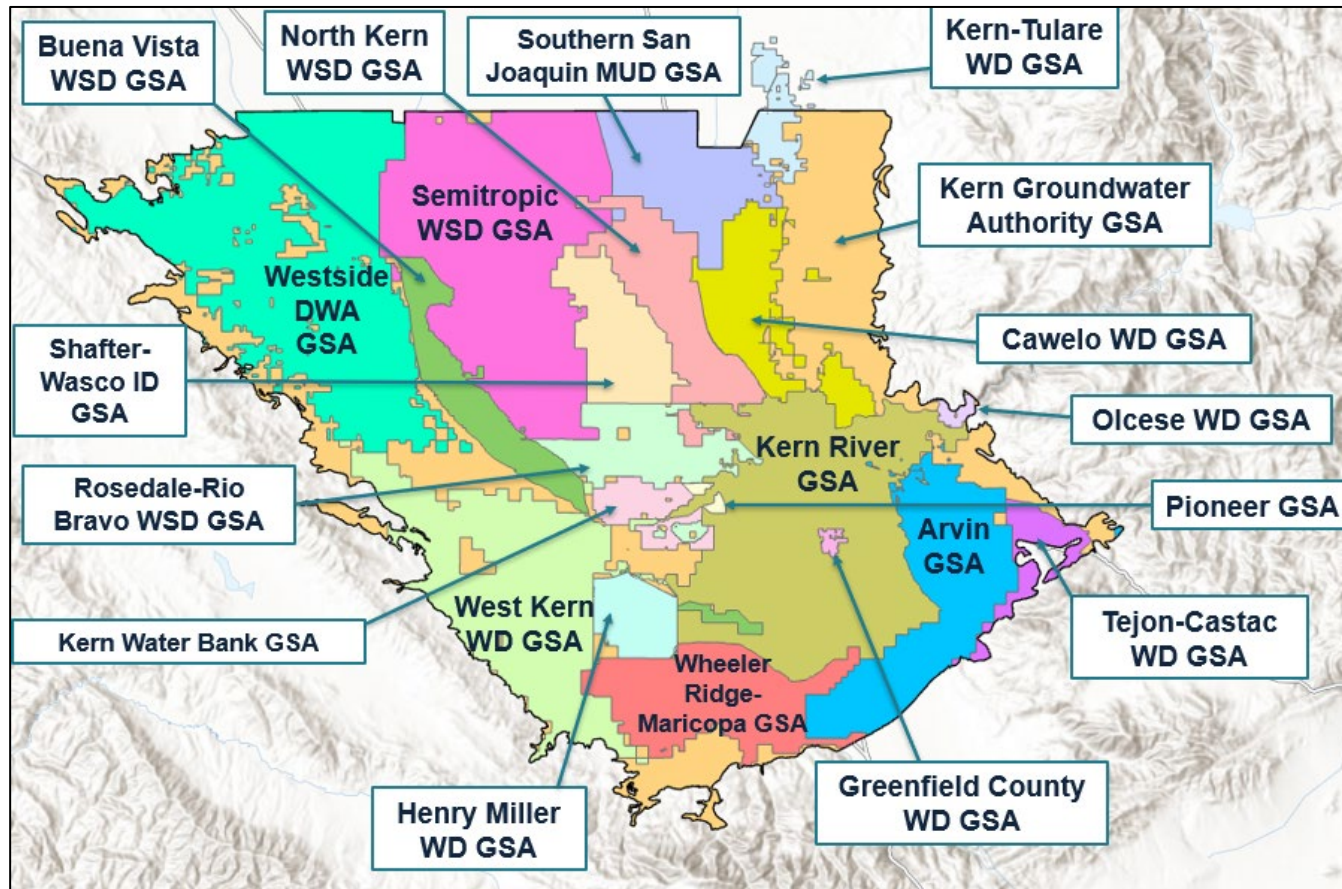 Buena Vista
WSD GSA
North Kern
WSD GSA
Southern San
Joaquin MUD GSA
Kern-Tulare
WD GSA
Semitropic
WSD GSA
Kern Groundwater
Authority GSA
Westside
DWA
GSA
Shafter-
Wasco ID
GSA
Cawelo WD GSA
Olcese WD GSA
Kern River
GSA
Rosedale-Rio
Bravo WSD GSA
Pioneer GSA
Arvin
GSA
West Kern
WD GSA
Kern Water Bank GSA
Tejon-Castac
WD GSA
Wheeler
Ridge-
Maricopa GSA
Henry Miller
WD GSA
Greenfield County
WD GSA